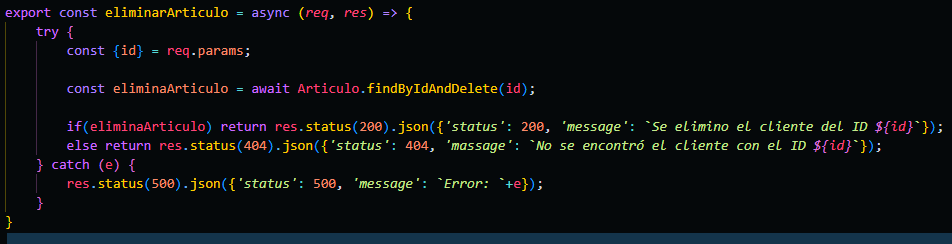 export const eliminarArticulo = async (req, res) => {
try {
const {id} = req.params;
const eliminaArticulo = await Articulo.findByIdAndDelete(id);
if(eliminaArticulo) return res.status(200).json({'status': 200, 'message': `Se elimino el cliente del ID ${id}`});
else return res.status(404).json({'status': 404, 'massage': `No se encontró el cliente con el ID ${id}`});
} catch (e) {
res.status(500).json({'status': 500, 'message': `Error: `+e});
}
}